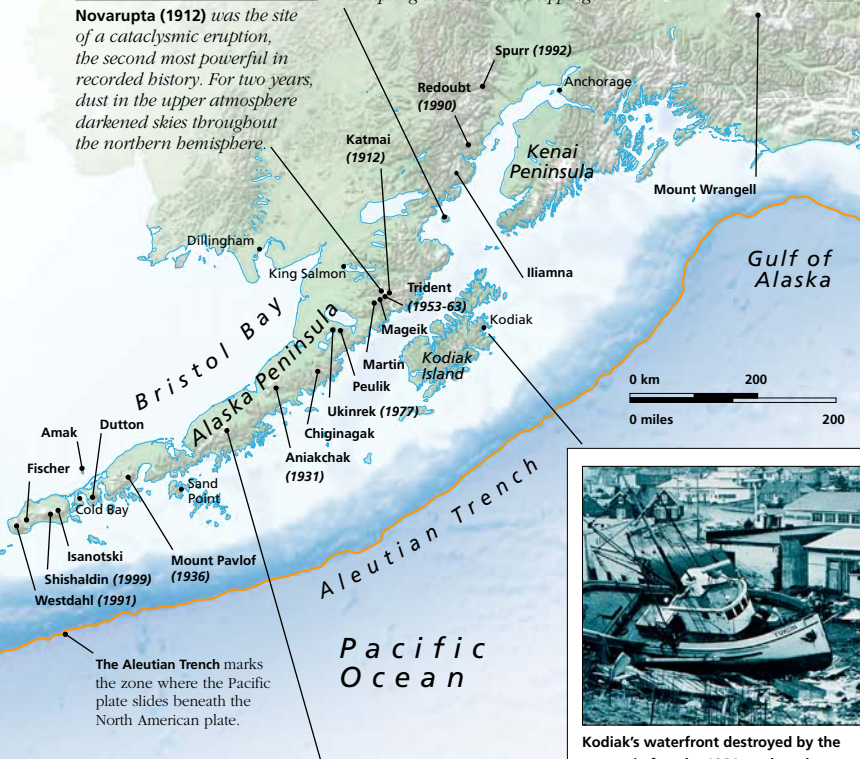 Novarupta (1912) was the site
of a cataclysmic eruption,
the second most powerful in
recorded history. For two years,
dust in the upper atmosphere
darkened skies throughout
the northern hemisphere.
Spurr (1992)
Redoubt
(1990)
Anchorage
Katmai
(1912)
Kenai
Peninsula
Mount Wrangell
Dillingham
King Salmon
Iliamna
Gulf of
Alaska
Trident
(1953-63)
Mageik
Kodiak
Martin
Kodiak
Island
Peulik
Bristol Bay
Alaska Peninsula
0 km 200
0 miles 200
Ukinrek (1977)
Chiginagak
Aniakchak
(1931)
Amak
Dutton
Fischer
Sand
Point
Cold Bay
Isanotski
Mount Pavlof
(1936)
Shishaldin (1999)
Westdahl (1991)
Aleutian Trench
The Aleutian Trench marks
the zone where the Pacific
plate slides beneath the
North American plate.
Pacific
Ocean
YUKON
Kodiak's waterfront destroyed by the